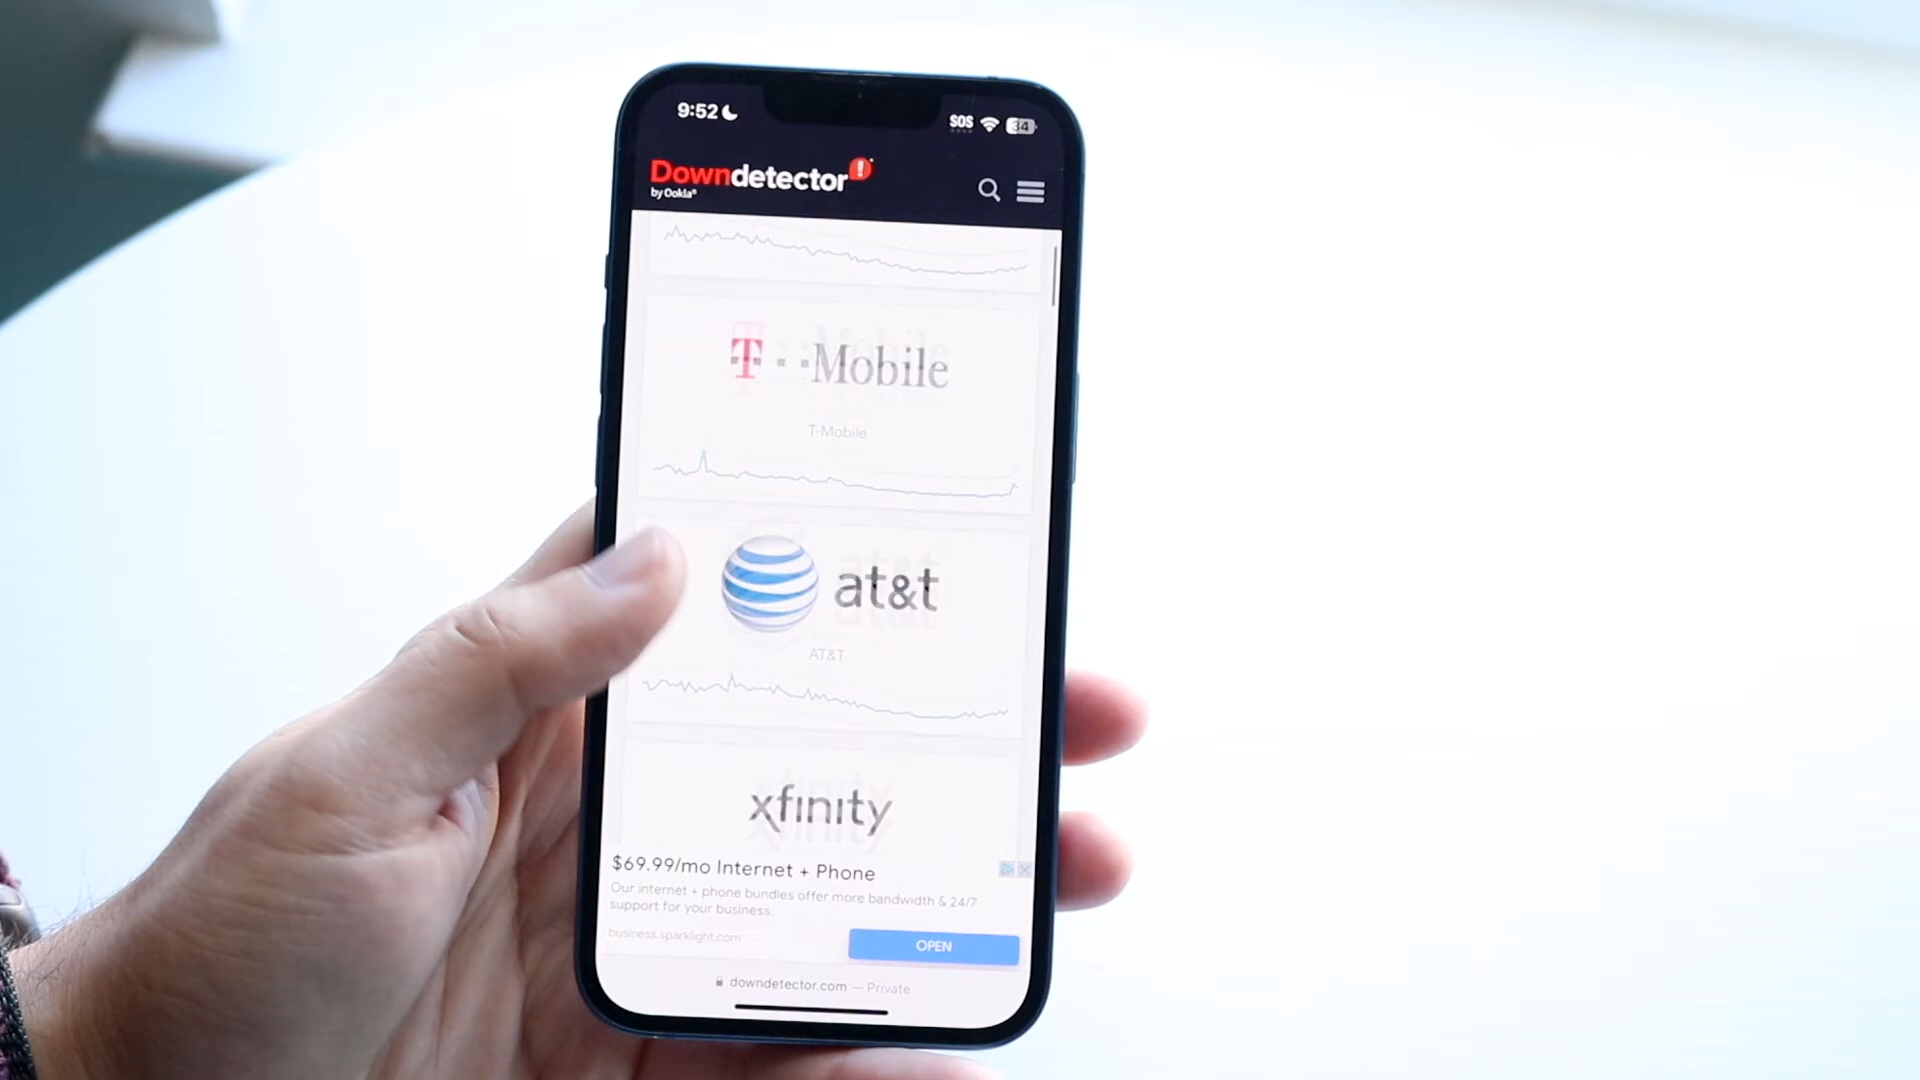 9:52
SOS
34
Downdetector
by Ookla®
T··Mobile
T-Mobile
at&t
AT&T
xfinity
$69.99/mo Internet + Phone
Our internet + phone bundles offer more bandwidth & 24/7
support for your business.
business.sparklight.com
OPEN
downdetector.com — Private